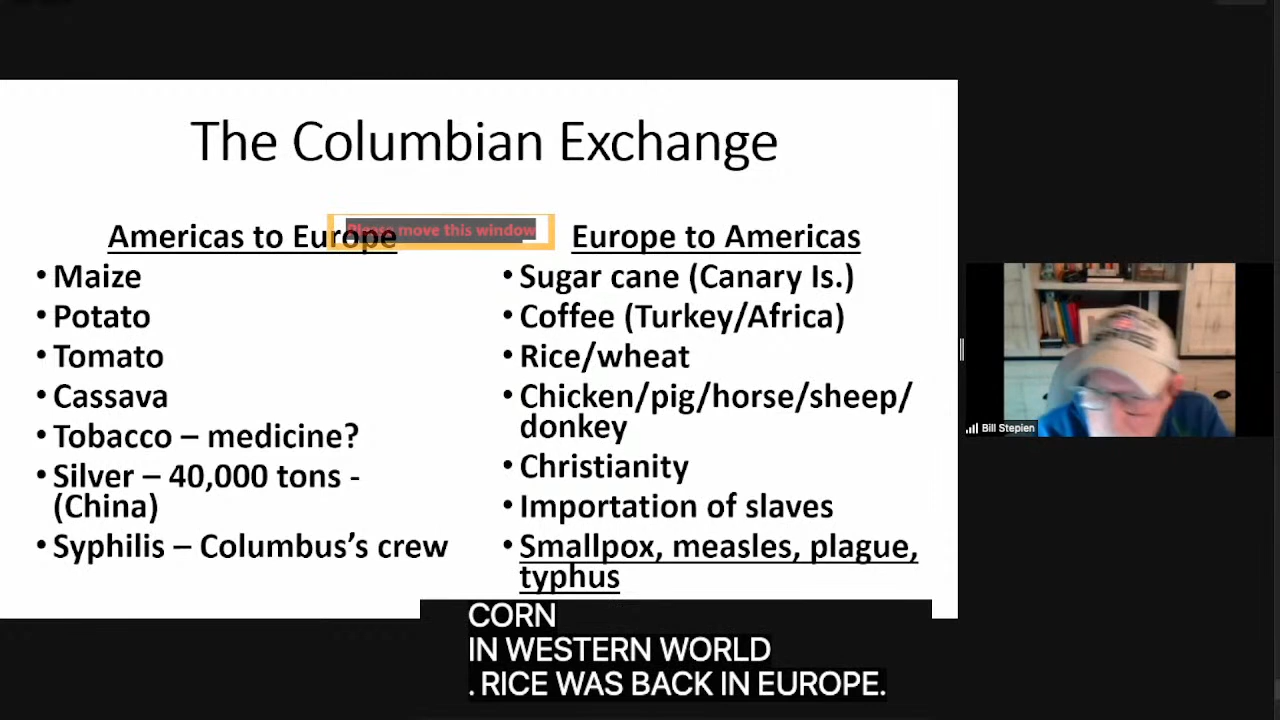 The Columbian Exchange
Americas to Europe
Please move this window
Europe to Americas
• Maize
• Potato
• Tomato
• Cassava
• Tobacco – medicine?
• Silver – 40,000 tons -
(China)
• Syphilis – Columbus's crew
• Sugar cane (Canary Is.)
• Coffee (Turkey/Africa)
• Rice/wheat
• Chicken/pig/horse/sheep/
donkey
• Christianity
• Importation of slaves
• Smallpox, measles, plague,
typhus
Bill Stepien
CORN
IN WESTERN WORLD
. RICE WAS BACK IN EUROPE.